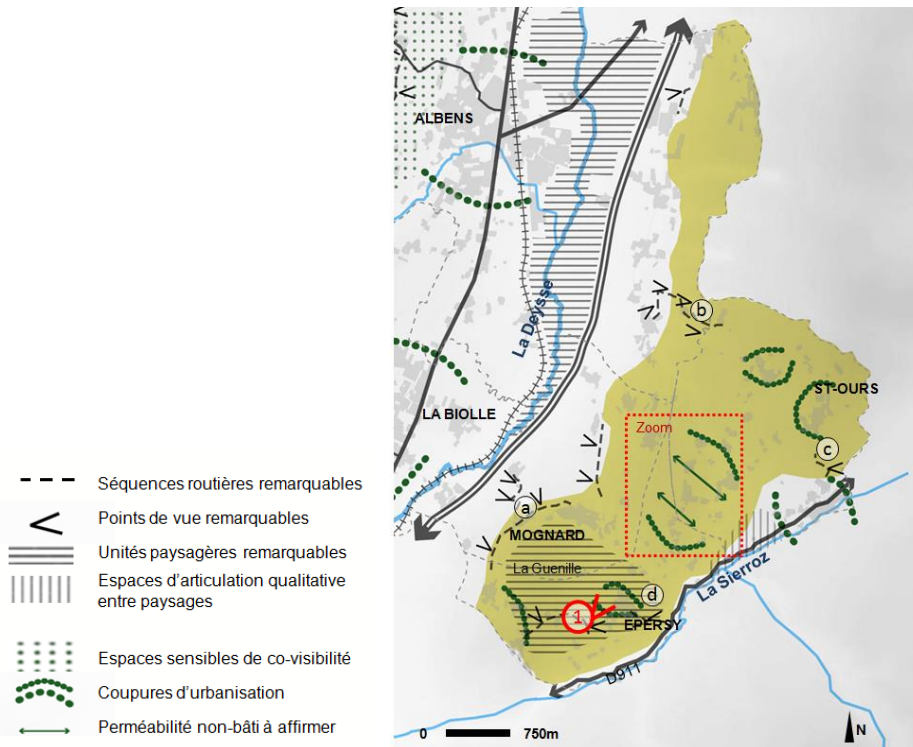 Séquences routières remarquables
Points de vue remarquables
Unités paysagères remarquables
Espaces d'articulation qualitative
entre paysages
Espaces sensibles de co-visibilité
Coupures d'urbanisation
Perméabilité non-bâti à affirmer
ALBENS
La Deysse
b
ST-OURS
LA BIOLLE
Zoom
c
a
MOGNARD
La Guenille
La Sierroz
d
1
EPERSY
D911
0
750m
N